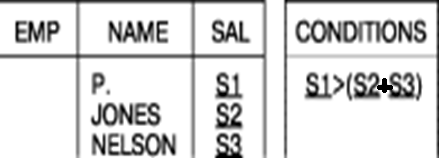 EMP NAME SAL CONDITIONS
P. S1 S1>(S2+S3)
JONES S2
NELSON S3